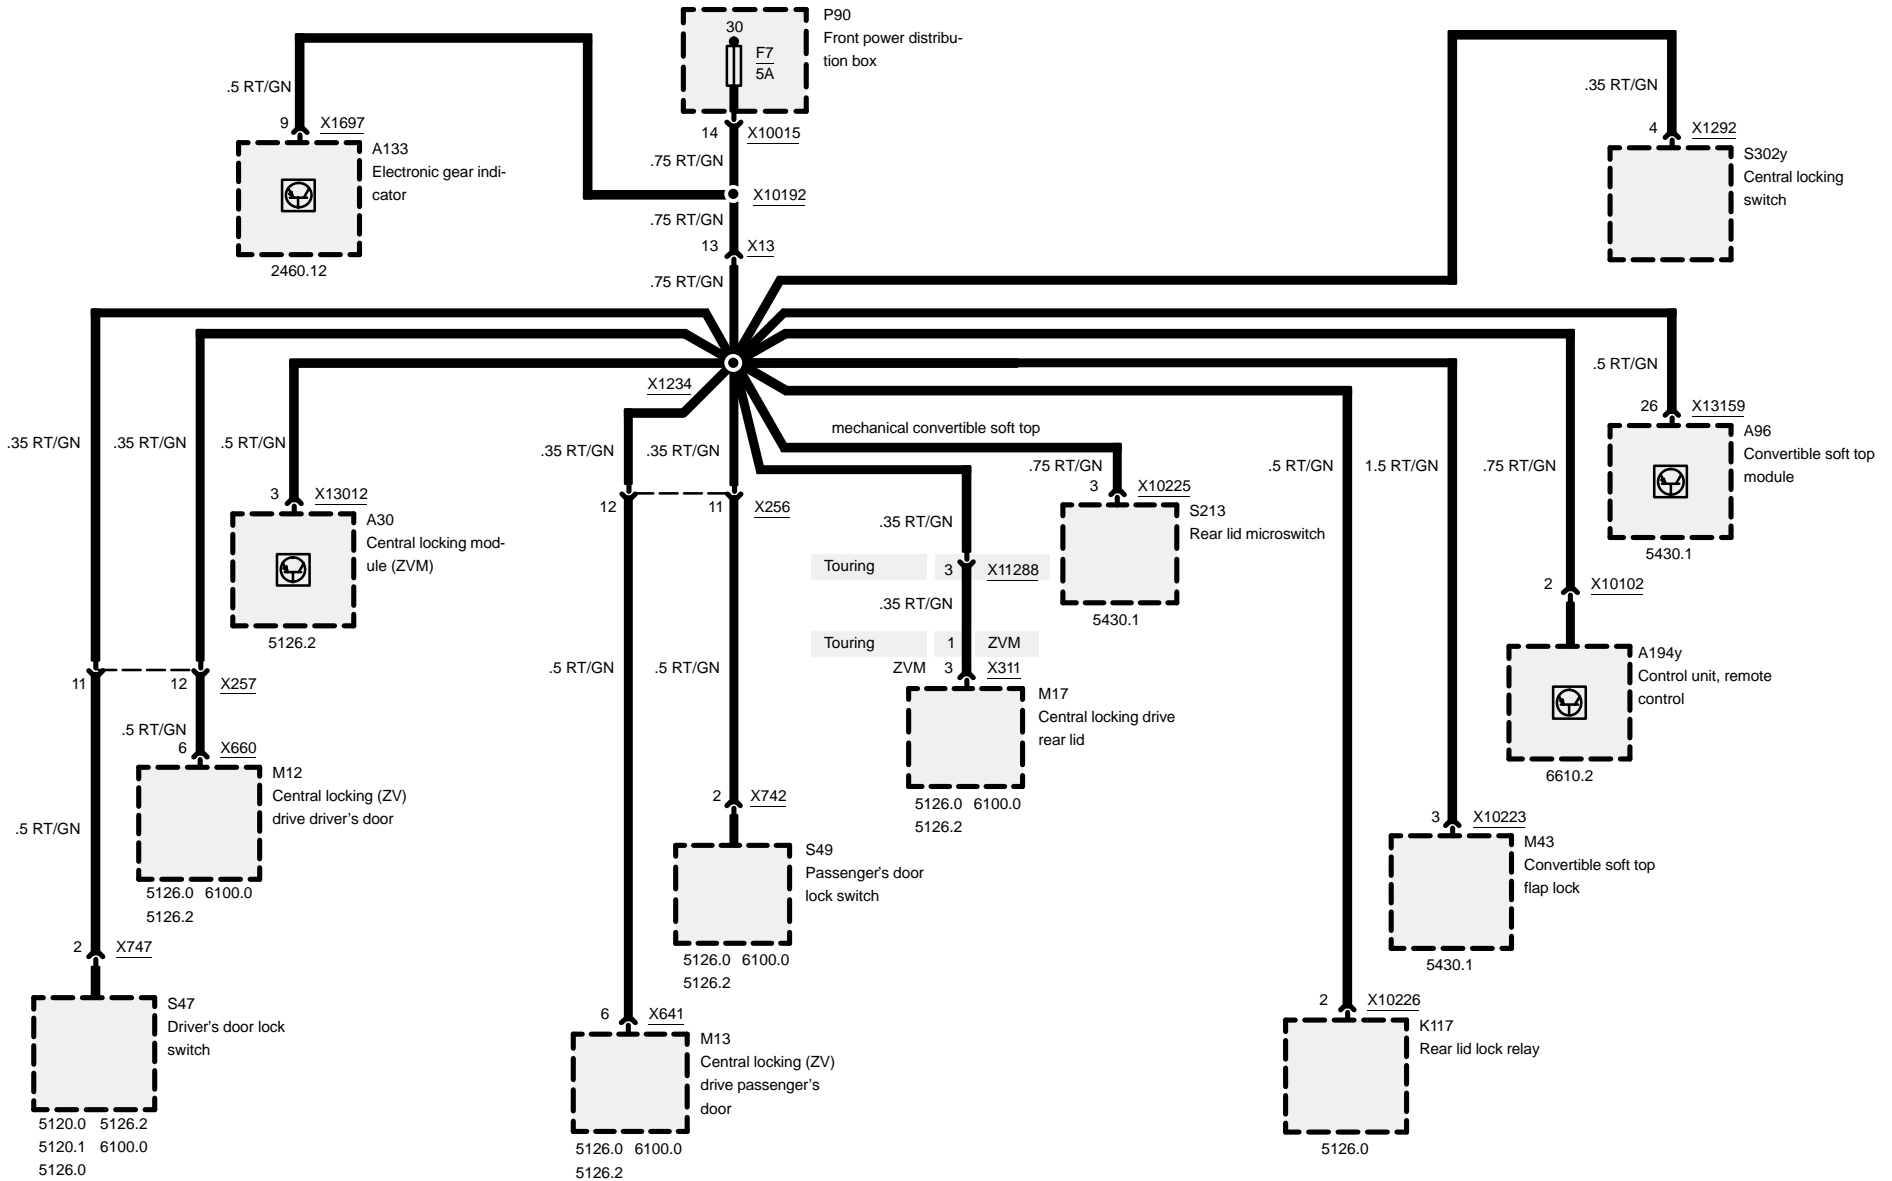 P90
30
Front power distribu-
tion box
F7
5A
.5 RT/GN
.35 RT/GN
9 X1697
14 X10015
4 X1292
A133
Electronic gear indi-
cator
2460.12
.75 RT/GN
X10192
.75 RT/GN
13 X13
.75 RT/GN
S302y
Central locking
switch
X1234
.5 RT/GN
26 X13159
A96
Convertible soft top
module
5430.1
mechanical convertible soft top
.35 RT/GN
.35 RT/GN
.5 RT/GN
.35 RT/GN
.35 RT/GN
.75 RT/GN
.5 RT/GN
1.5 RT/GN
.75 RT/GN
3 X13012
A30
Central locking mod-
ule (ZVM)
5126.2
12
11 X256
3 X10225
S213
Rear lid microswitch
5430.1
.35 RT/GN
Touring 3 X11288
.35 RT/GN
Touring 1 ZVM
ZVM 3 X311
M17
Central locking drive
rear lid
5126.0 6100.0
5126.2
2 X10102
A194y
Control unit, remote
control
6610.2
11
12 X257
.5 RT/GN
6 X660
M12
Central locking (ZV)
drive driver's door
5126.0 6100.0
5126.2
.5 RT/GN
.5 RT/GN
.5 RT/GN
2 X742
S49
Passenger's door
lock switch
5126.0 6100.0
5126.2
3 X10223
M43
Convertible soft top
flap lock
5430.1
2 X747
S47
Driver's door lock
switch
5120.0 5126.2
5120.1 6100.0
5126.0
6 X641
M13
Central locking (ZV)
drive passenger's
door
5126.0 6100.0
5126.2
2 X10226
K117
Rear lid lock relay
5126.0